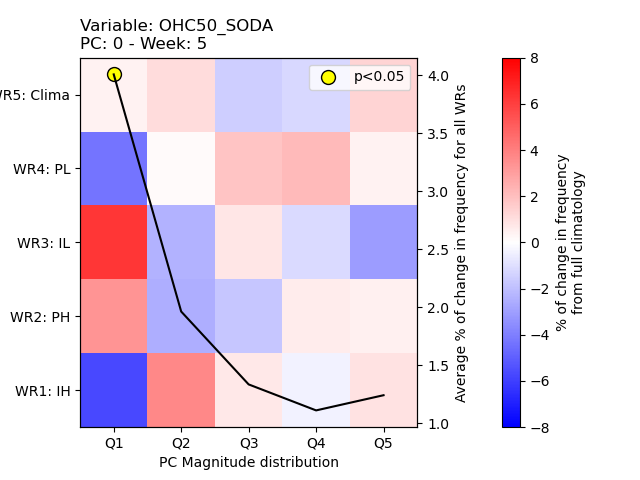 Variable: OHC50_SODA
PC: 0 - Week: 5
p<0.05
WR5: Clima
WR4: PL
WR3: IL
WR2: PH
WR1: IH
Q1 Q2 Q3 Q4 Q5
PC Magnitude distribution
4.0
3.5
3.0
2.5
2.0
1.5
1.0
Average % of change in frequency for all WRs
8
6
4
2
0
−2
−4
−6
−8
% of change in frequency
from full climatology